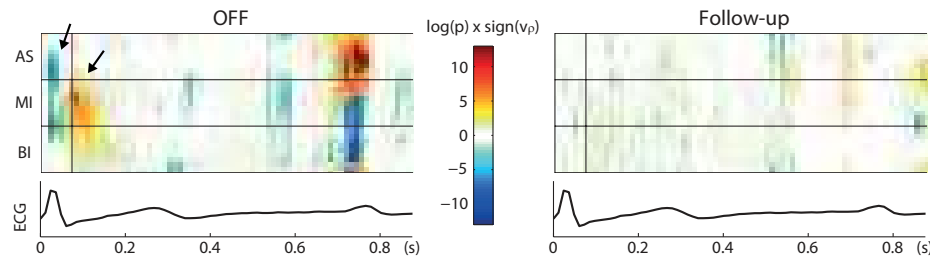 OFF
log(p) x sign(vρ)
Follow-up
AS
MI
BI
10
5
0
−5
−10
ECG
0 0.2 0.4 0.6 0.8 (s)
0 0.2 0.4 0.6 0.8 (s)